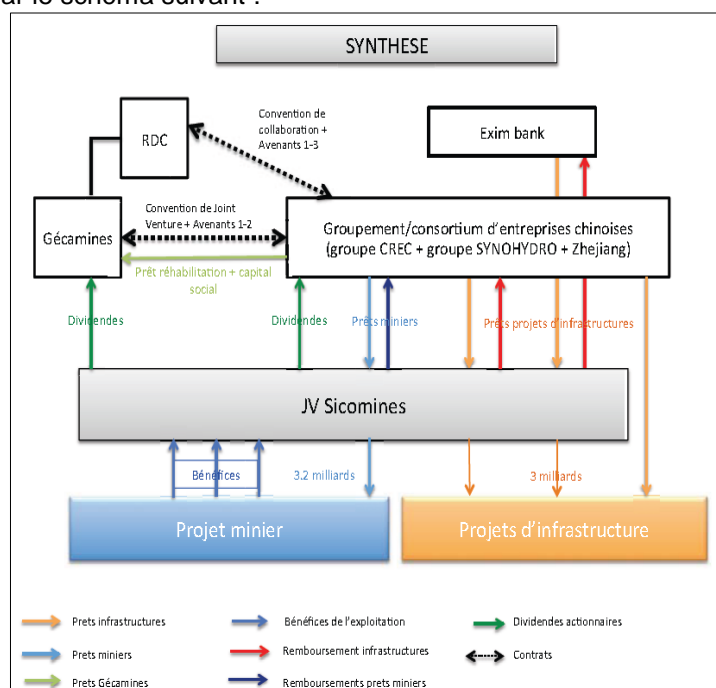 ar le schéma suivant :
SYNTHESE
Convention de
collaboration +
Avenants 1-3
RDC
Exim bank
Convention de Joint
Venture + Avenants 1-2
Gécamines
Groupement/consortium d'entreprises chinoises
(groupe CREC + groupe SYNOHYDRO + Zhejiang)
Prêt réhabilitation + capital
social
Dividendes
Dividendes
Prêts miniers
Prêts projets d'infrastructures
JV Sicomines
Bénéfices
3.2 milliards
3 milliards
Projet minier
Projets d'infrastructure
Prets infrastructures
Bénéfices de l'exploitation
Dividendes actionnaires
Prets miniers
Remboursement infrastructures
Contrats
Prets Gécamines
Remboursements prets miniers